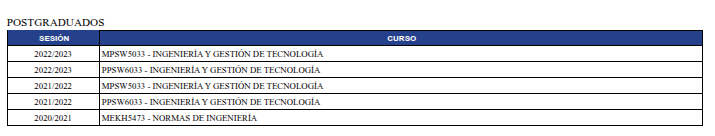 POSTGRADUADOS
SESIÓN CURSO
2022/2023 MPSW5033 - INGENIERÍA Y GESTIÓN DE TECNOLOGÍA
2022/2023 PPSW6033 - INGENIERÍA Y GESTIÓN DE TECNOLOGÍA
2021/2022 MPSW5033 - INGENIERÍA Y GESTIÓN DE TECNOLOGÍA
2021/2022 PPSW6033 - INGENIERÍA Y GESTIÓN DE TECNOLOGÍA
2020/2021 MEKH5473 - NORMAS DE INGENIERÍA